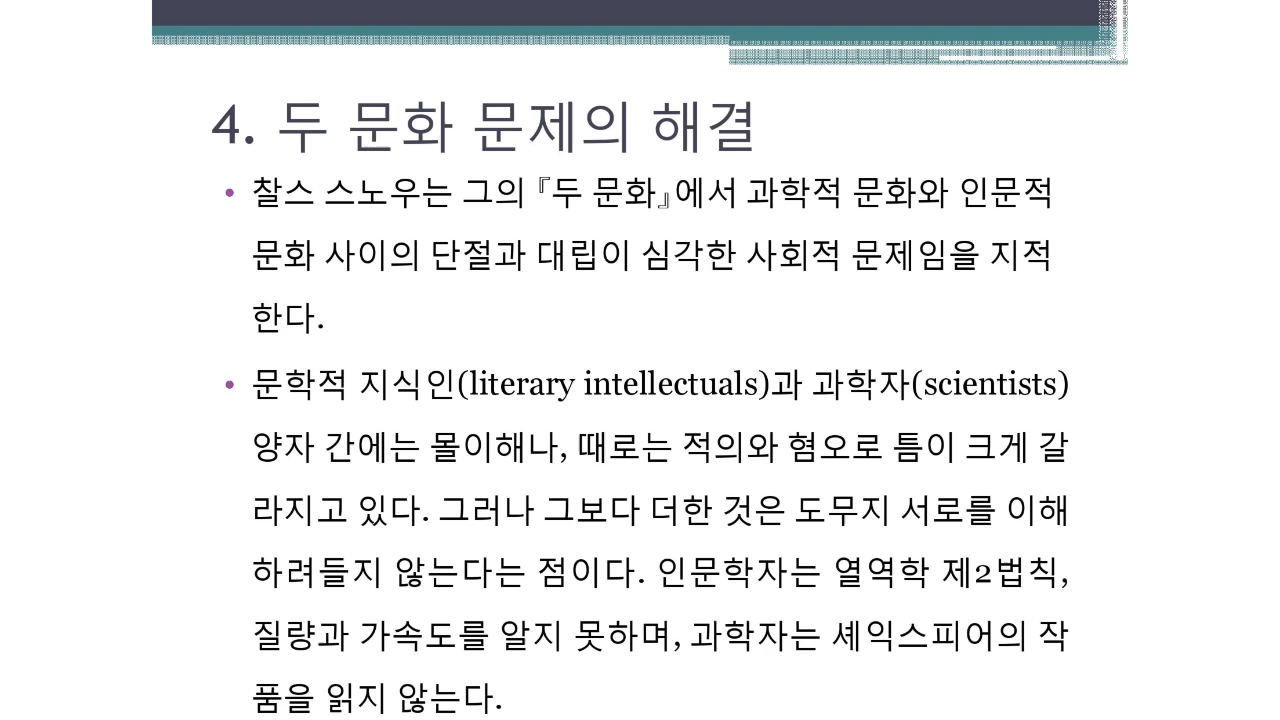 4. 두 문화 문제의 해결
• 찰스 스노우는 그의 『두 문화』에서 과학적 문화와 인문적
문화 사이의 단절과 대립이 심각한 사회적 문제임을 지적
한다.
• 문학적 지식인(literary intellectuals)과 과학자(scientists)
양자 간에는 몰이해나, 때로는 적의와 혐오로 틈이 크게 갈
라지고 있다. 그러나 그보다 더한 것은 도무지 서로를 이해
하려들지 않는다는 점이다. 인문학자는 열역학 제2법칙,
질량과 가속도를 알지 못하며, 과학자는 셰익스피어의 작
품을 읽지 않는다.